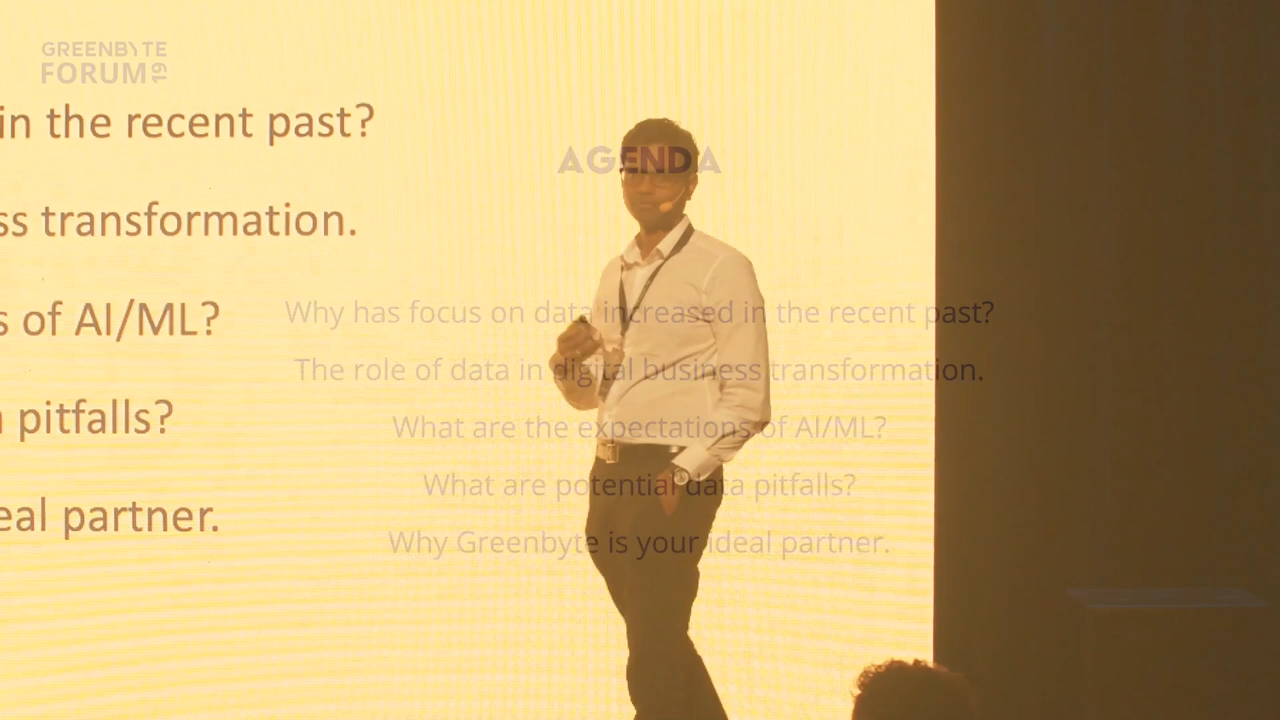 GREENBYTE
FORUM 19
in the recent past?
ss transformation.
s of AI/ML?
pitfalls?
eal partner.
AGENDA
Why has focus on data increased in the recent past?
The role of data in digital business transformation.
What are the expectations of AI/ML?
What are potential data pitfalls?
Why Greenbyte is your ideal partner.